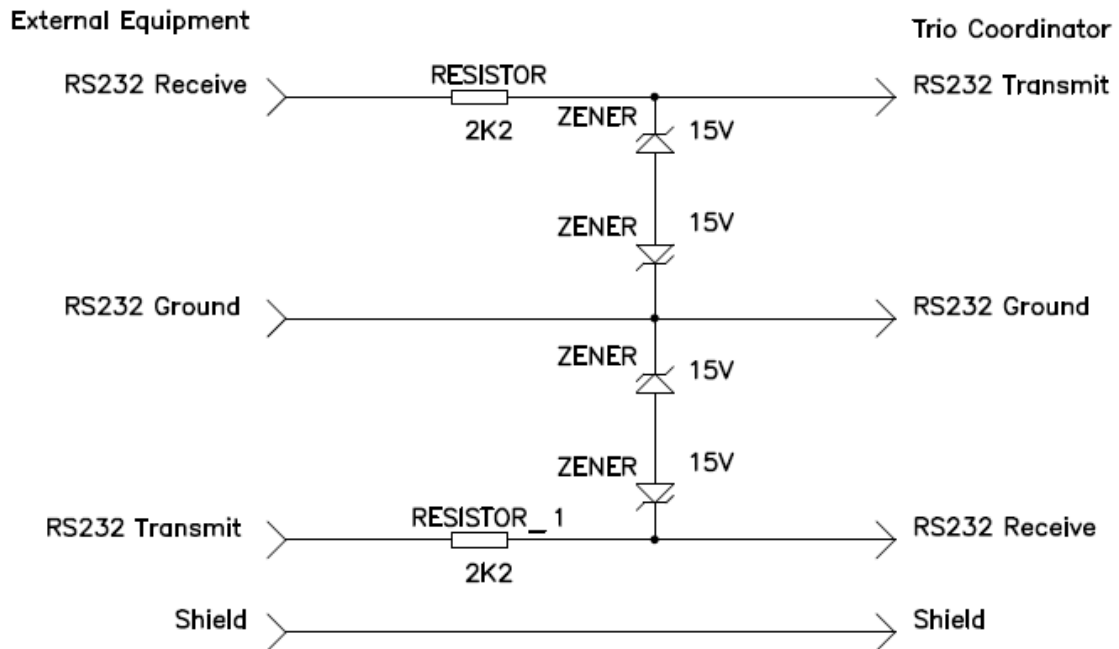 External Equipment
Trio Coordinator
RS232 Receive
RESISTOR
2K2
RS232 Transmit
ZENER
15V
ZENER
15V
RS232 Ground
RS232 Ground
ZENER
15V
ZENER
15V
RS232 Transmit
RESISTOR_1
2K2
RS232 Receive
Shield
Shield